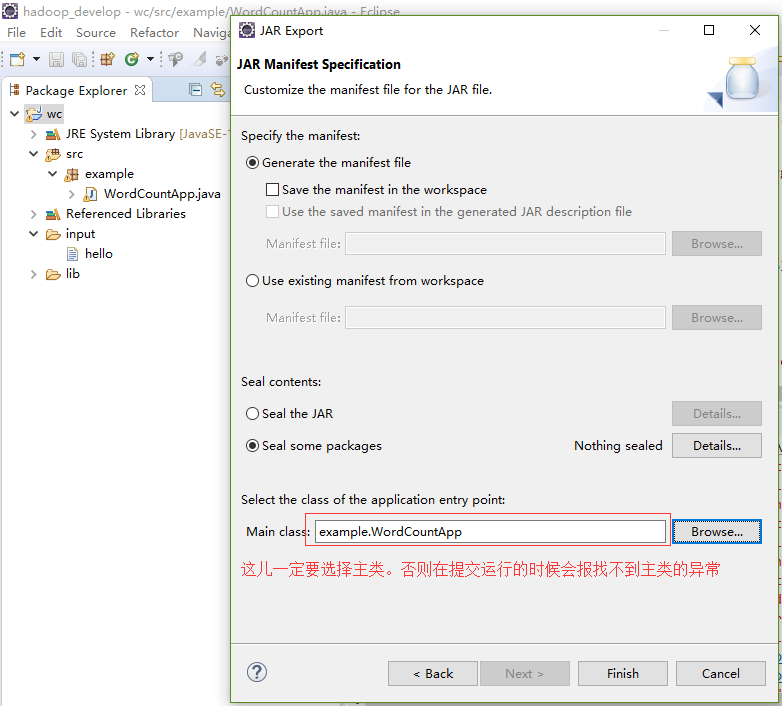 hadoop_develop - wc/src/example/WordCountApp.java - Eclipse
File Edit Source Refactor
Package Explorer
wc
JRE System Library
src
example
WordCountApp.java
Referenced Libraries
input
hello
lib
JAR Export
JAR Manifest Specification
Customize the manifest file for the JAR file.
Specify the manifest:
Generate the manifest file
Save the manifest in the workspace
Use the saved manifest in the generated JAR description file
Manifest file: Browse...
Use existing manifest from workspace
Manifest file: Browse...
Seal contents:
Seal the JAR Details...
Seal some packages Nothing sealed Details...
Select the class of the application entry point:
Main class: example.WordCountApp Browse...
这儿一定要选择主类。否则在提交运行的时候会报找不到主类的异常
? < Back Next > Finish Cancel